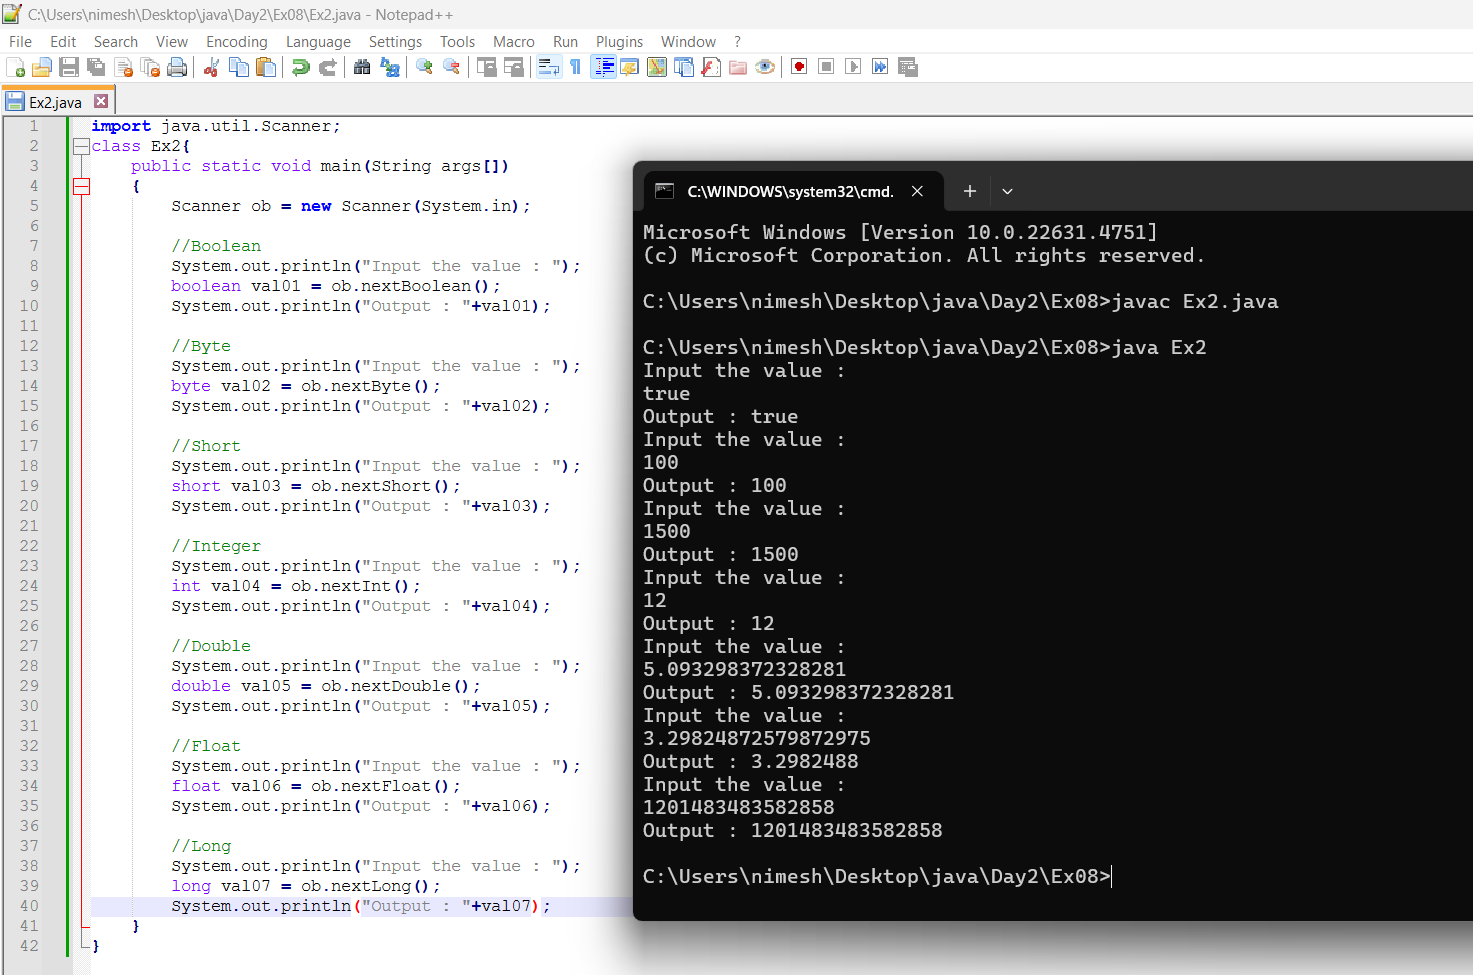 C:\Users\nimesh\Desktop\java\Day2\Ex08\Ex2.java - Notepad++
File Edit Search View Encoding Language Settings Tools Macro Run Plugins Window ?
Ex2.java
1 import java.util.Scanner;
2 class Ex2{
3 public static void main(String args[])
4 {
5 Scanner ob = new Scanner(System.in);
6
7 //Boolean
8 System.out.println("Input the value : ");
9 boolean val01 = ob.nextBoolean();
10 System.out.println("Output : "+val01);
11
12 //Byte
13 System.out.println("Input the value : ");
14 byte val02 = ob.nextByte();
15 System.out.println("Output : "+val02);
16
17 //Short
18 System.out.println("Input the value : ");
19 short val03 = ob.nextShort();
20 System.out.println("Output : "+val03);
21
22 //Integer
23 System.out.println("Input the value : ");
24 int val04 = ob.nextInt();
25 System.out.println("Output : "+val04);
26
27 //Double
28 System.out.println("Input the value : ");
29 double val05 = ob.nextDouble();
30 System.out.println("Output : "+val05);
31
32 //Float
33 System.out.println("Input the value : ");
34 float val06 = ob.nextFloat();
35 System.out.println("Output : "+val06);
36
37 //Long
38 System.out.println("Input the value : ");
39 long val07 = ob.nextLong();
40 System.out.println("Output : "+val07);
41 }
42 }
C:\WINDOWS\system32\cmd.
Microsoft Windows [Version 10.0.22631.4751]
(c) Microsoft Corporation. All rights reserved.
C:\Users\nimesh\Desktop\java\Day2\Ex08>javac Ex2.java
C:\Users\nimesh\Desktop\java\Day2\Ex08>java Ex2
Input the value :
true
Output : true
Input the value :
100
Output : 100
Input the value :
1500
Output : 1500
Input the value :
12
Output : 12
Input the value :
5.093298372328281
Output : 5.093298372328281
Input the value :
3.29824872579872975
Output : 3.2982488
Input the value :
1201483483582858
Output : 1201483483582858
C:\Users\nimesh\Desktop\java\Day2\Ex08>